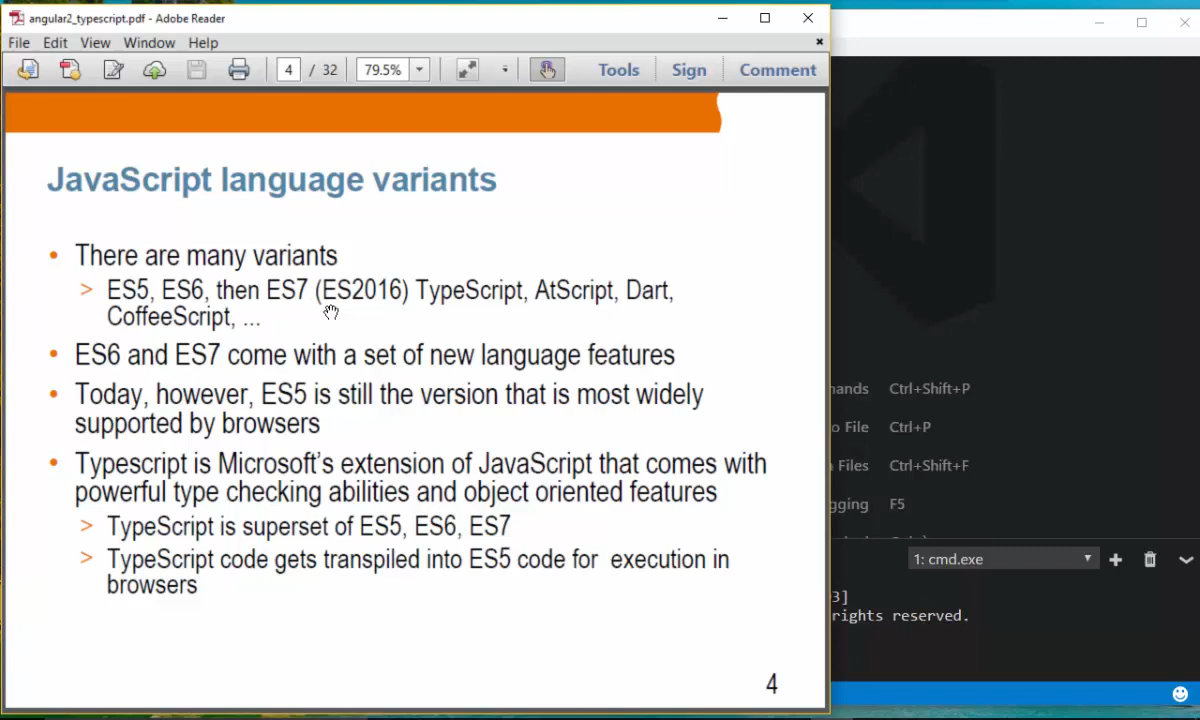 angular2_typescript.pdf - Adobe Reader
File Edit View Window Help
4 / 32 79.5% Tools Sign Comment
JavaScript language variants
• There are many variants
> ES5, ES6, then ES7 (ES2016) TypeScript, AtScript, Dart,
CoffeeScript, ...
• ES6 and ES7 come with a set of new language features
• Today, however, ES5 is still the version that is most widely
supported by browsers
• Typescript is Microsoft's extension of JavaScript that comes with
powerful type checking abilities and object oriented features
> TypeScript is superset of ES5, ES6, ES7
> TypeScript code gets transpiled into ES5 code for execution in
browsers
4
Ctrl+Shift+P
File Ctrl+P
Files Ctrl+Shift+F
F5
1: cmd.exe
3]
rights reserved.